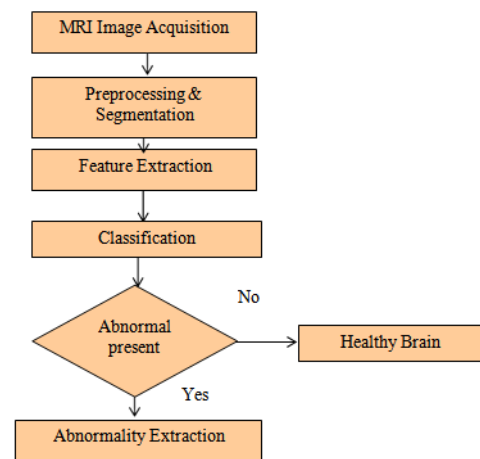 MRI Image Acquisition
Preprocessing &
Segmentation
Feature Extraction
Classification
No
Abnormal
present
Healthy Brain
Yes
Abnormality Extraction